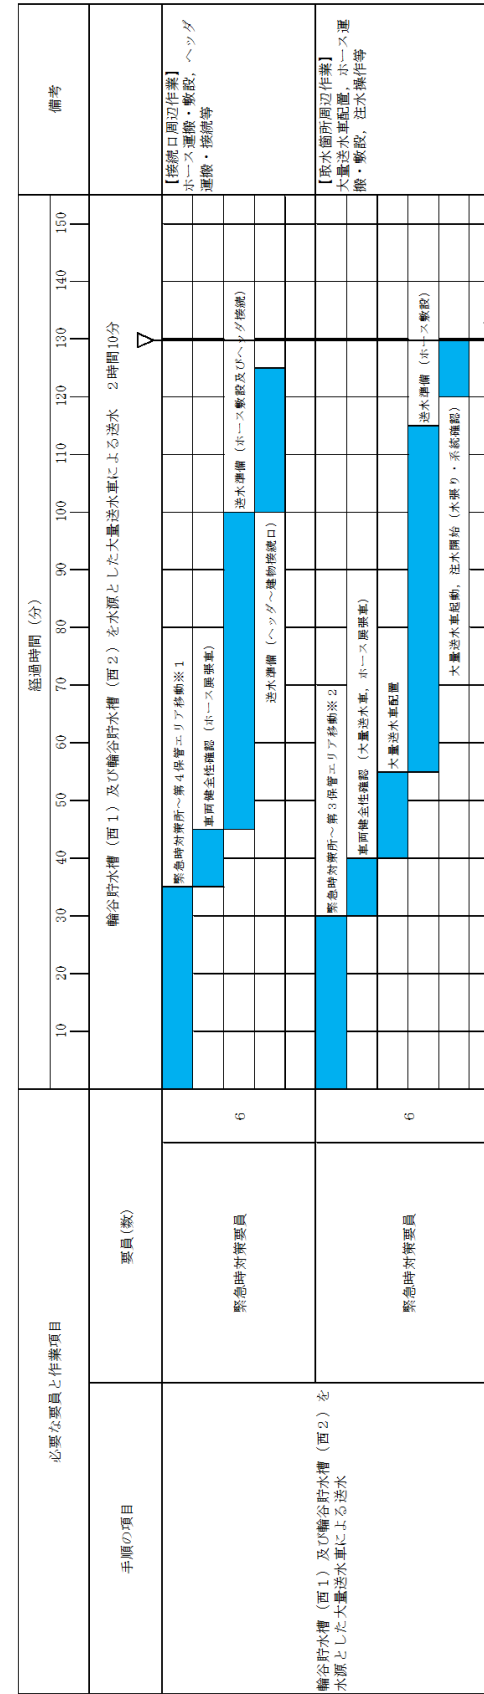 必要な要員と作業項目
経過時間（分）
備考
手順の項目
要員(数)
10 20 30 40 50 60 70 80 90 100 110 120 130 140 150
輪谷貯水槽（西１）及び輪谷貯水槽（西２）を水源とした大量送水車による送水　２時間10分
▽
輪谷貯水槽（西１）及び輪谷貯水槽（西２）を
水源とした大量送水車による送水
緊急時対策要員
6
緊急時対策所～第４保管エリア移動※１
車両健全性確認（ホース展張車）
送水準備（ホース敷設及びヘッダ接続）
送水準備（ヘッダ～建物接続口）
【接続口周辺作業】
ホース運搬・敷設，ヘッダ
運搬・接続等
緊急時対策要員
6
緊急時対策所～第３保管エリア移動※２
車両健全性確認（大量送水車，ホース展張車）
大量送水車配置
送水準備（ホース敷設）
大量送水車起動，注水開始（水張り・系統確認）
【取水箇所周辺作業】
大量送水車配置，ホース運
搬・敷設，注水操作等